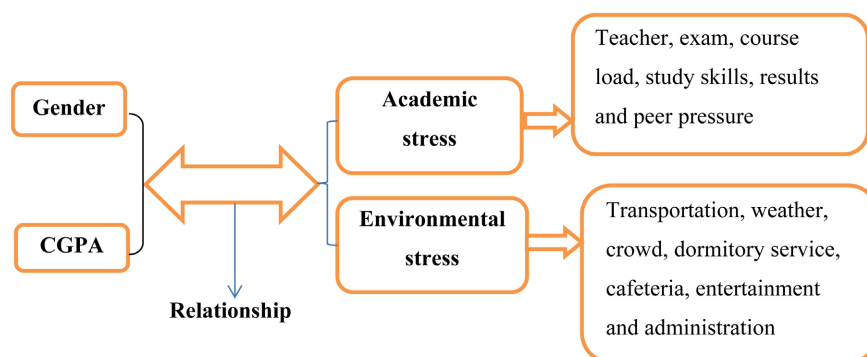 Gender
CGPA
Relationship
Academic
stress
Environmental
stress
Teacher, exam, course
load, study skills, results
and peer pressure
Transportation, weather,
crowd, dormitory service,
cafeteria, entertainment
and administration